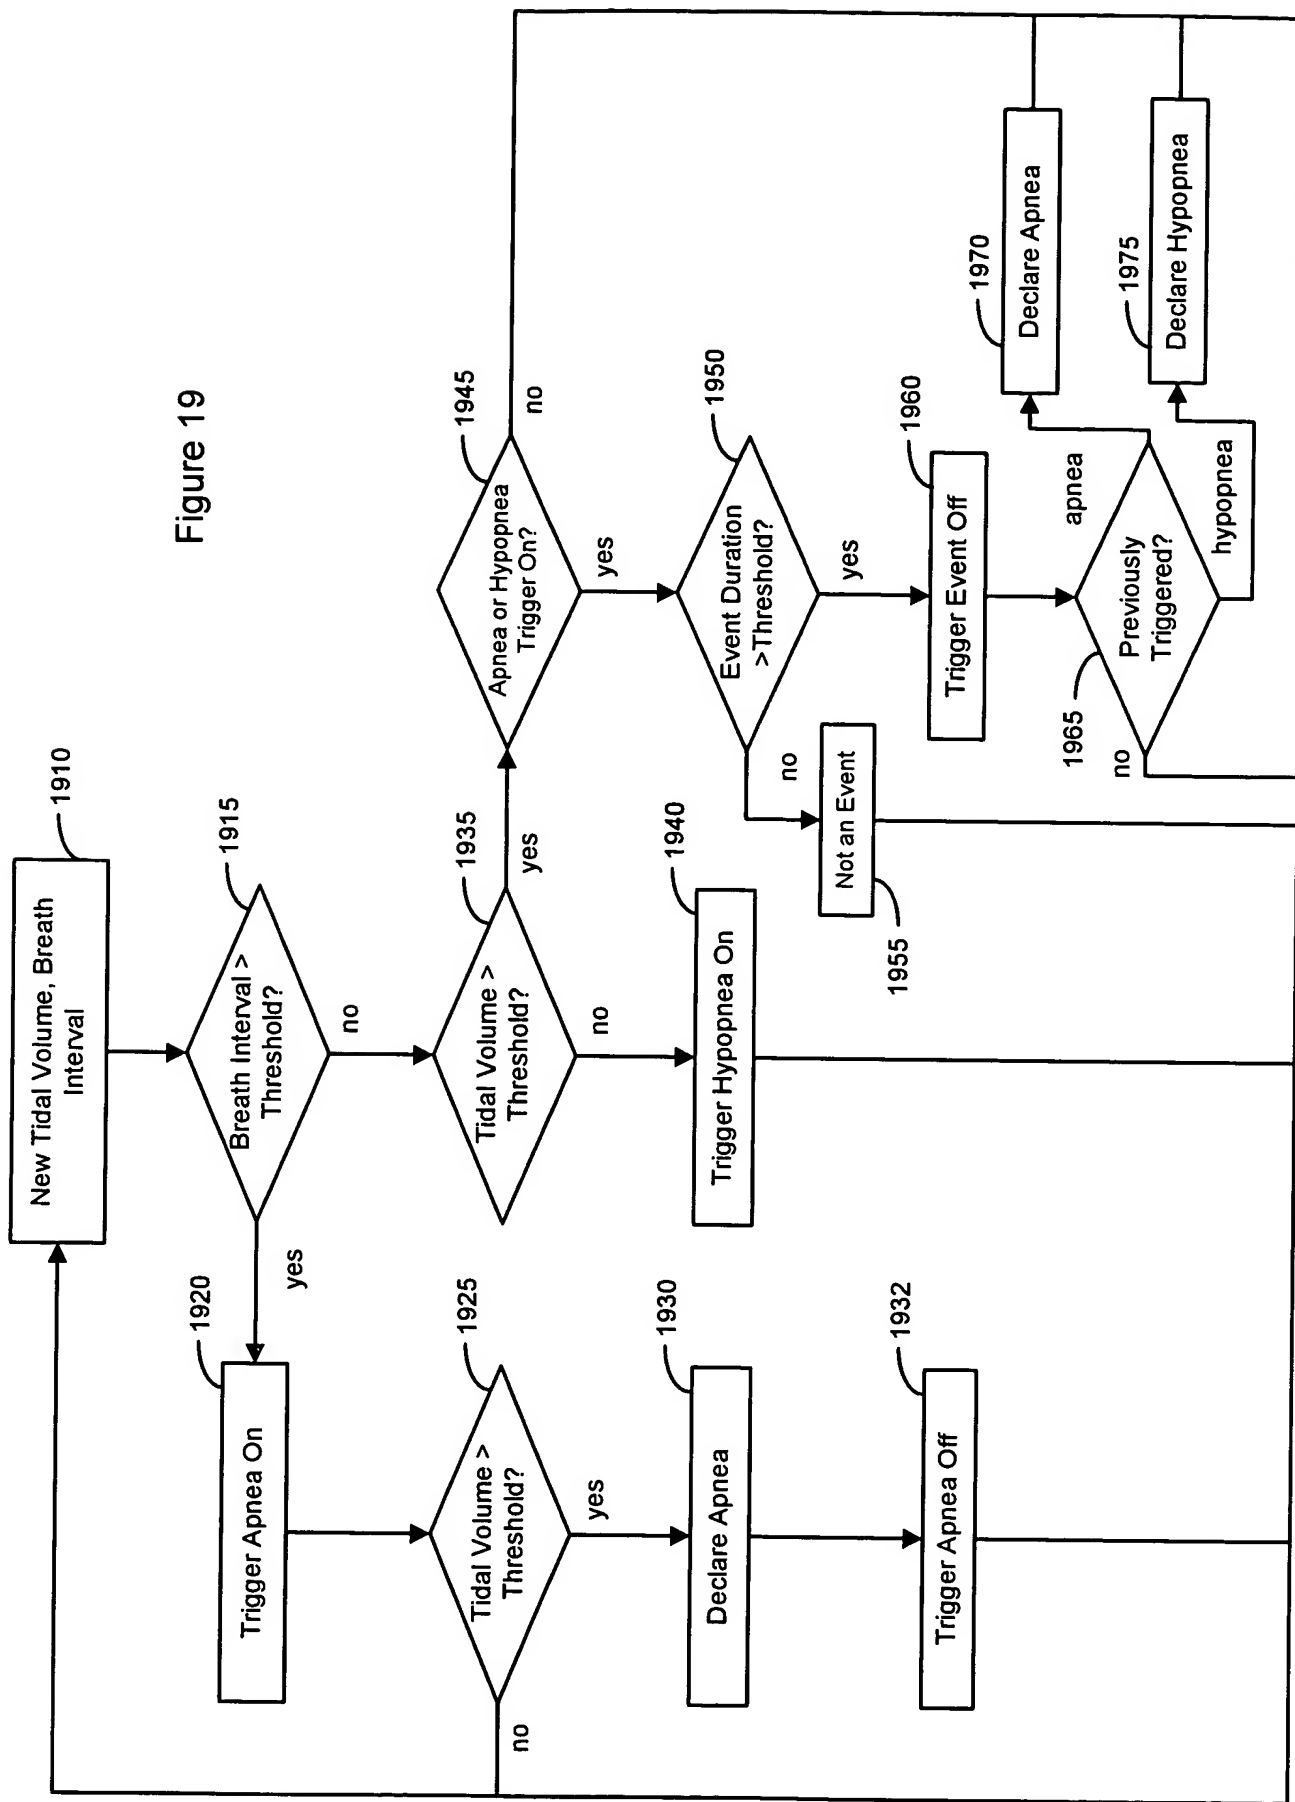 Figure 19
1910
New Tidal Volume, Breath
Interval
1915
Breath Interval >
Threshold?
yes
no
1920
Trigger Apnea On
1925
Tidal Volume >
Threshold?
no
yes
1930
Declare Apnea
1932
Trigger Apnea Off
1935
Tidal Volume >
Threshold?
yes
no
1940
Trigger Hypopnea On
1945
Apnea or Hypopnea
Trigger On?
no
yes
1950
Event Duration
>Threshold?
no
yes
Not an Event
1955
1960
Trigger Event Off
1965
Previously
Triggered?
no
apnea
hypopnea
1970
Declare Apnea
1975
Declare Hypopnea